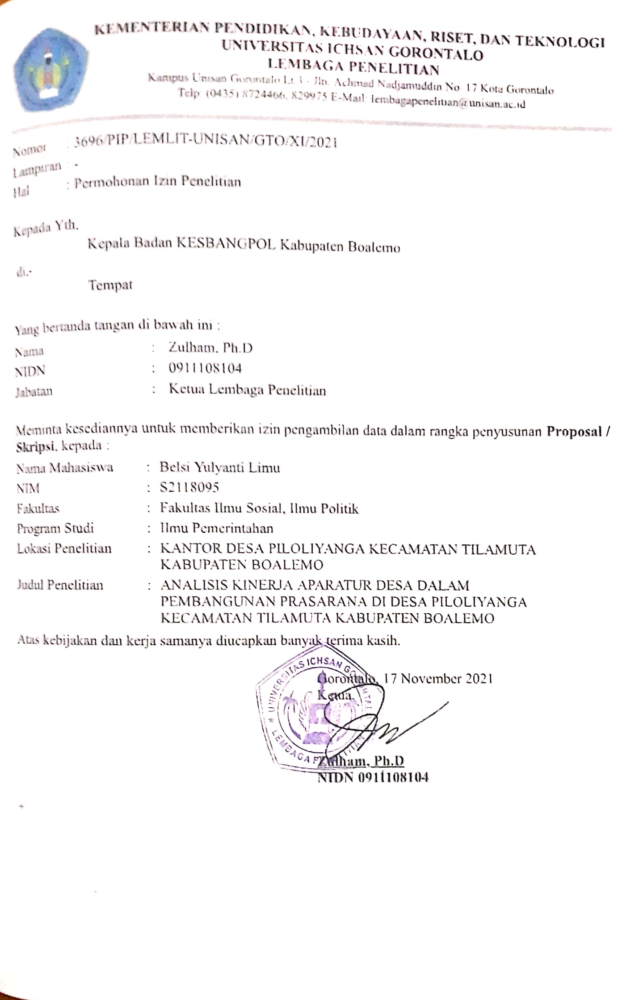 KEMENTERIAN PENDIDIKAN, KEBUDAYAAN, RISET, DAN TEKNOLOGI
UNIVERSITAS ICHSAN GORONTALO
LEMBAGA PENELITIAN
Kampus Unisan Gorontalo Lt.3 - Jln. Achmad Nadjamuddin No. 17 Kota Gorontalo
Telp: (0435) 8724466, 829975 E-Mail: lembagapenelitian@unisan.ac.id
Nomor : 3696/PIP/LEMLIT-UNISAN/GTO/XI/2021
Lampiran : -
Hal : Permohonan Izin Penelitian
Kepada Yth.
Kepala Badan KESBANGPOL Kabupaten Boalemo
di,-
Tempat
Yang bertanda tangan di bawah ini :
Nama : Zulham, Ph.D
NIDN : 0911108104
Jabatan : Ketua Lembaga Penelitian
Meminta kesediannya untuk memberikan izin pengambilan data dalam rangka penyusunan Proposal /
Skripsi, kepada :
Nama Mahasiswa : Belsi Yulyanti Limu
NIM : S2118095
Fakultas : Fakultas Ilmu Sosial, Ilmu Politik
Program Studi : Ilmu Pemerintahan
Lokasi Penelitian : KANTOR DESA PILOLIYANGA KECAMATAN TILAMUTA
KABUPATEN BOALEMO
Judul Penelitian : ANALISIS KINERJA APARATUR DESA DALAM
PEMBANGUNAN PRASARANA DI DESA PILOLIYANGA
KECAMATAN TILAMUTA KABUPATEN BOALEMO
Atas kebijakan dan kerja samanya diucapkan banyak terima kasih.
UNIVERSITAS ICHSAN GORONTALO
Gorontalo, 17 November 2021
Ketua,
LEMBAGA PENELITIAN
Zulham, Ph.D
NIDN 0911108104